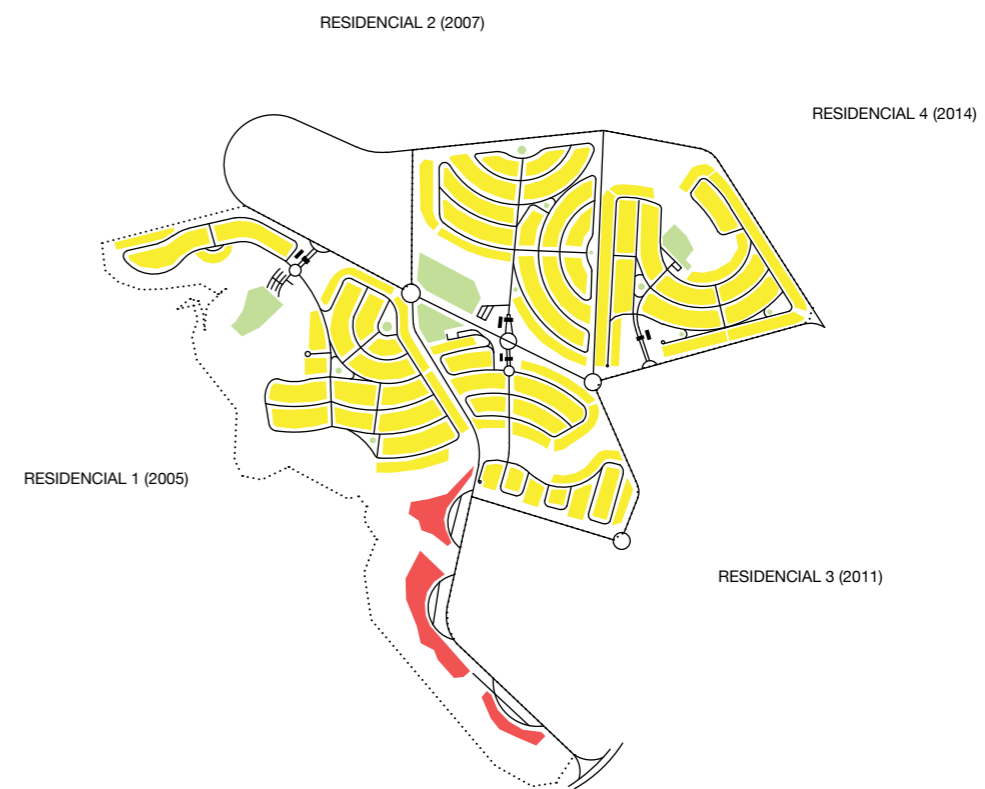 RESIDENCIAL 2 (2007)
RESIDENCIAL 4 (2014)
RESIDENCIAL 1 (2005)
RESIDENCIAL 3 (2011)